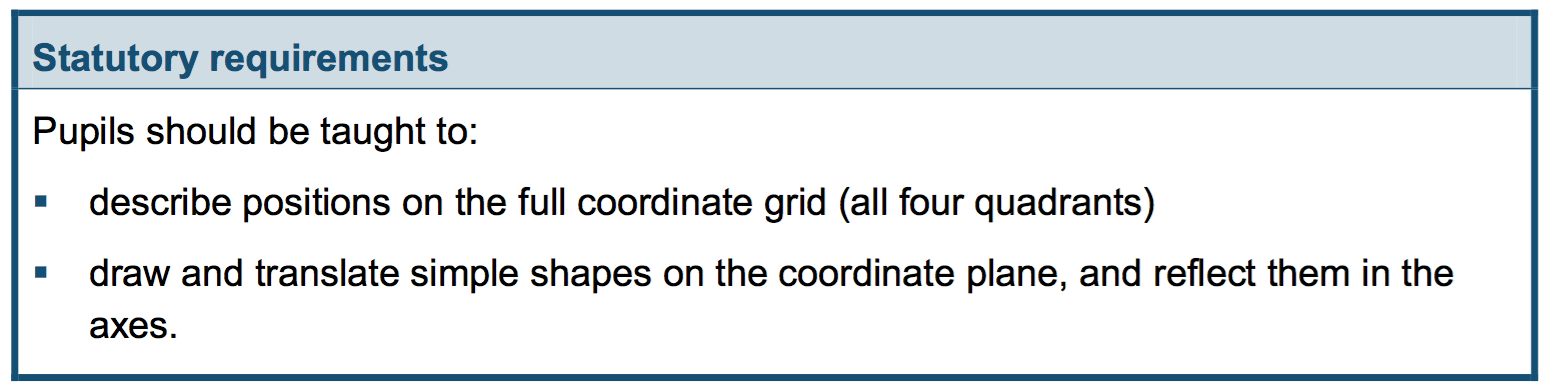 Statutory requirements
Pupils should be taught to:
▪ describe positions on the full coordinate grid (all four quadrants)
▪ draw and translate simple shapes on the coordinate plane, and reflect them in the
axes.